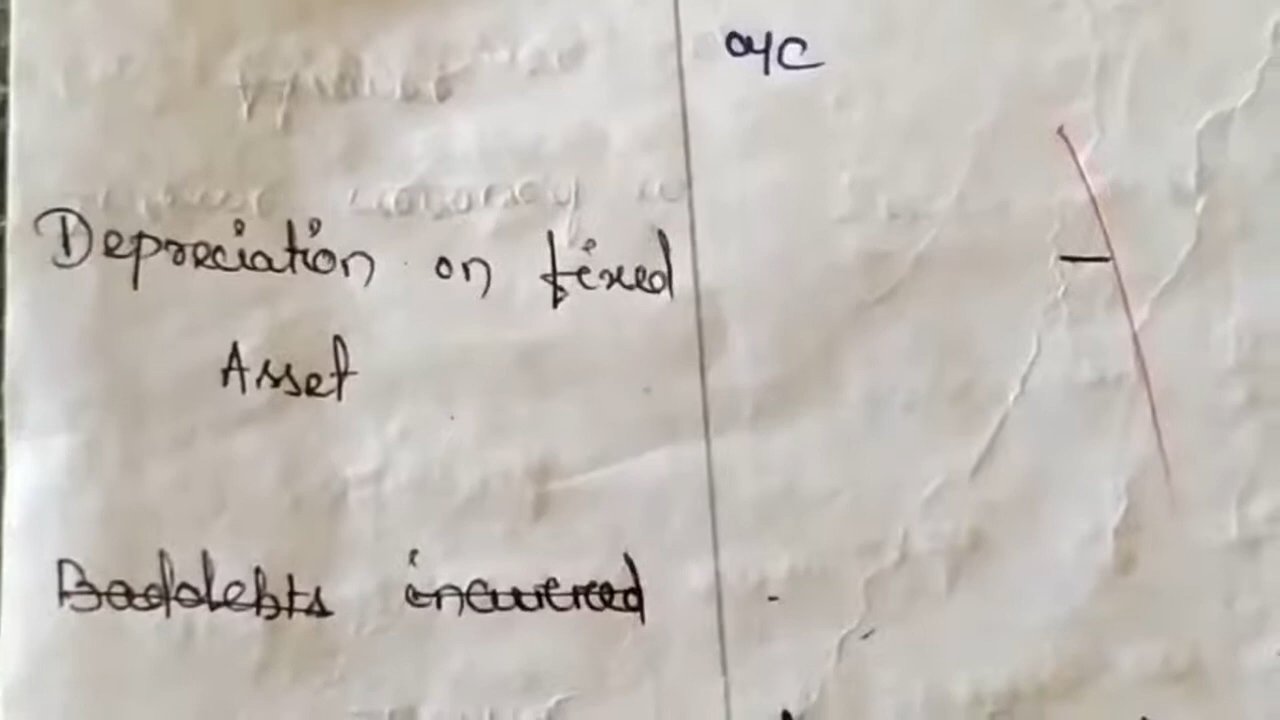 a/c
Depreciation on fixed
Asset
Baddebts incurred